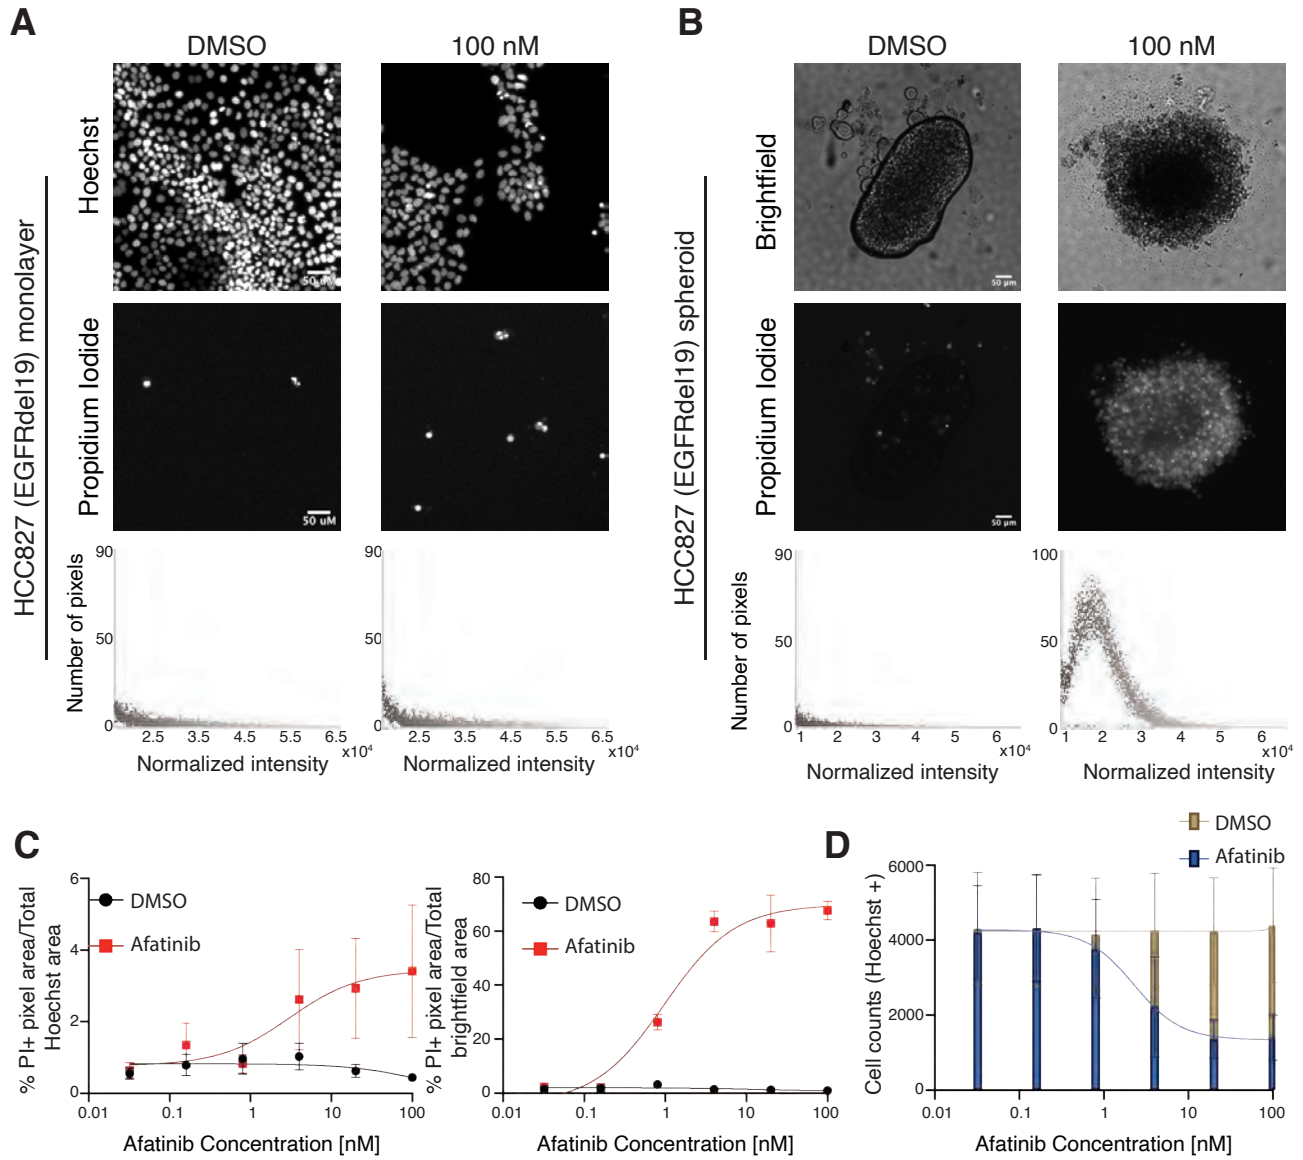 A
DMSO
100 nM
HCC827 (EGFRdel19) monolayer
Hoechst
50 uM
Propidium Iodide
50 uM
Number of pixels
90
50
0
2.5 3.5 4.5 5.5 6.5
x10⁴
Normalized intensity
90
50
0
2.5 3.5 4.5 5.5 6.5
x10⁴
Normalized intensity
B
DMSO
100 nM
HCC827 (EGFRdel19) spheroid
Brightfield
50 µm
Propidium Iodide
50 µm
Number of pixels
90
50
0
1 2 3 4 5 6
x10⁴
Normalized intensity
100
50
0
1 2 3 4 5 6
x10⁴
Normalized intensity
C
% PI+ pixel area/Total
Hoechst area
6
4
2
0
DMSO
Afatinib
0.01 0.1 1 10 100
Afatinib Concentration [nM]
% PI+ pixel area/Total
brightfield area
80
60
40
20
0
DMSO
Afatinib
0.01 0.1 1 10 100
Afatinib Concentration [nM]
D
DMSO
Afatinib
Cell counts (Hoechst +)
6000
4000
2000
0
0.01 0.1 1 10 100
Afatinib Concentration [nM]